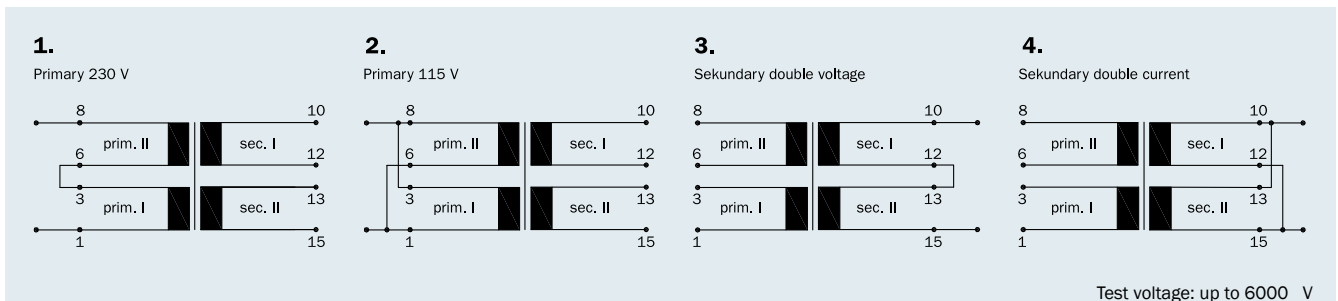 1.
Primary 230 V
8
10
prim. II
sec. I
6
12
3
13
prim. I
sec. II
1
15
2.
Primary 115 V
8
10
prim. II
sec. I
6
12
3
13
prim. I
sec. II
1
15
3.
Sekundary double voltage
8
10
prim. II
sec. I
6
12
3
13
prim. I
sec. II
1
15
4.
Sekundary double current
8
10
prim. II
sec. I
6
12
3
13
prim. I
sec. II
1
15
Test voltage: up to 6000 V